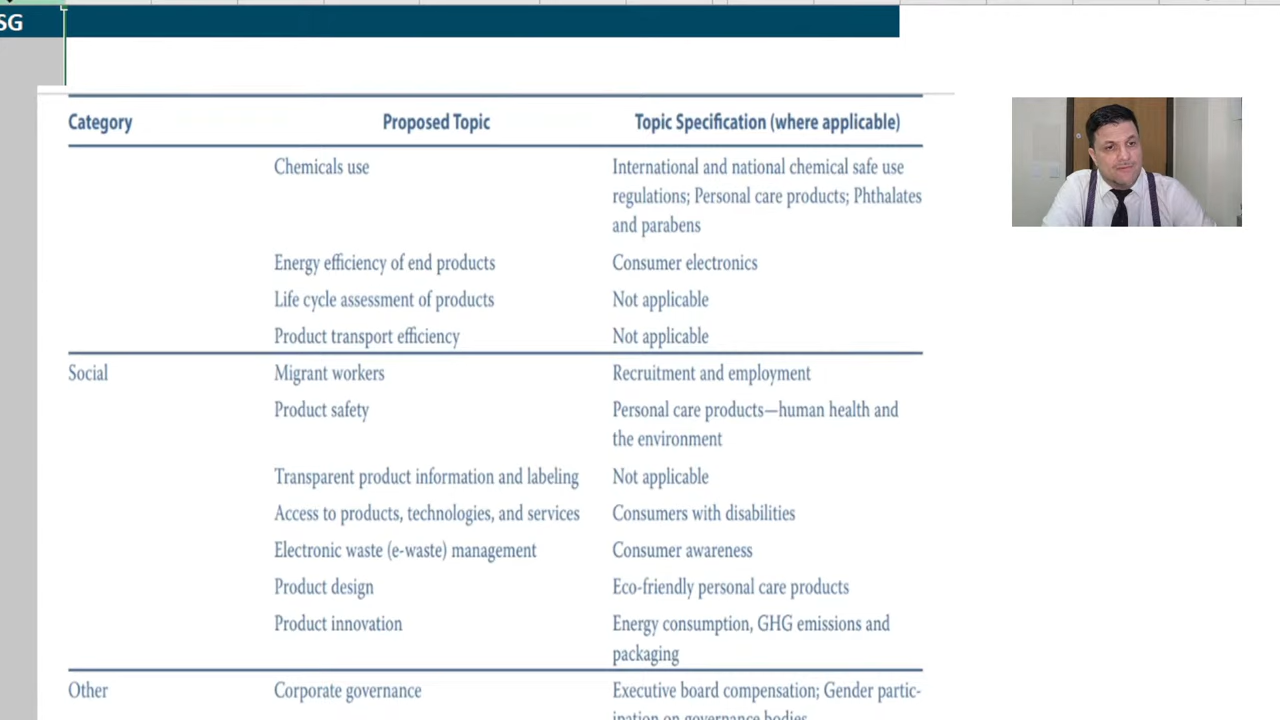 SG
Category Proposed Topic Topic Specification (where applicable)
Chemicals use International and national chemical safe use
regulations; Personal care products; Phthalates
and parabens
Energy efficiency of end products Consumer electronics
Life cycle assessment of products Not applicable
Product transport efficiency Not applicable
Social Migrant workers Recruitment and employment
Product safety Personal care products—human health and
the environment
Transparent product information and labeling Not applicable
Access to products, technologies, and services Consumers with disabilities
Electronic waste (e-waste) management Consumer awareness
Product design Eco-friendly personal care products
Product innovation Energy consumption, GHG emissions and
packaging
Other Corporate governance Executive board compensation; Gender partic-
ipation on governance bodies